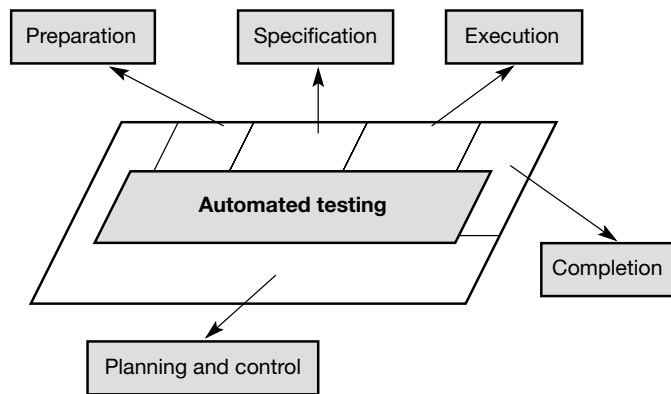 Preparation
Specification
Execution
Automated testing
Completion
Planning and control